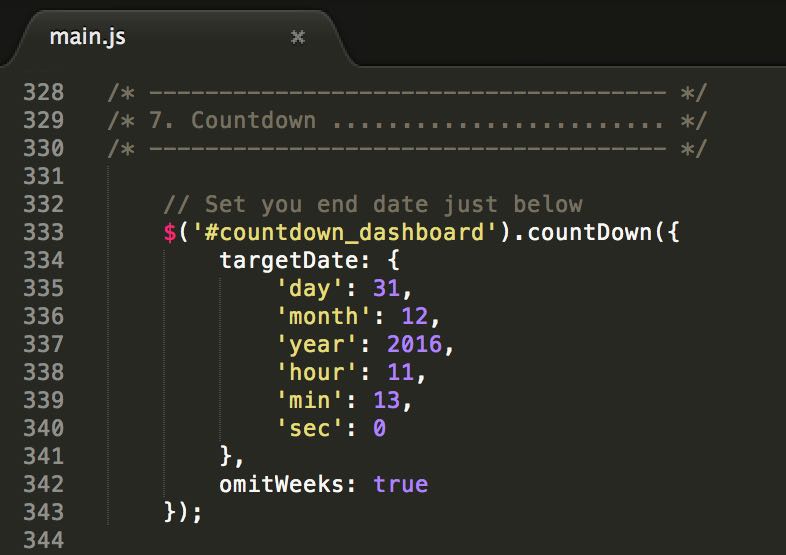 main.js ×
328 /* ------------------------------------- */
329 /* 7. Countdown ........................ */
330 /* ------------------------------------- */
331
332     // Set you end date just below
333     $('#countdown_dashboard').countDown({
334         targetDate: {
335             'day': 31,
336             'month': 12,
337             'year': 2016,
338             'hour': 11,
339             'min': 13,
340             'sec': 0
341         },
342         omitWeeks: true
343     });
344